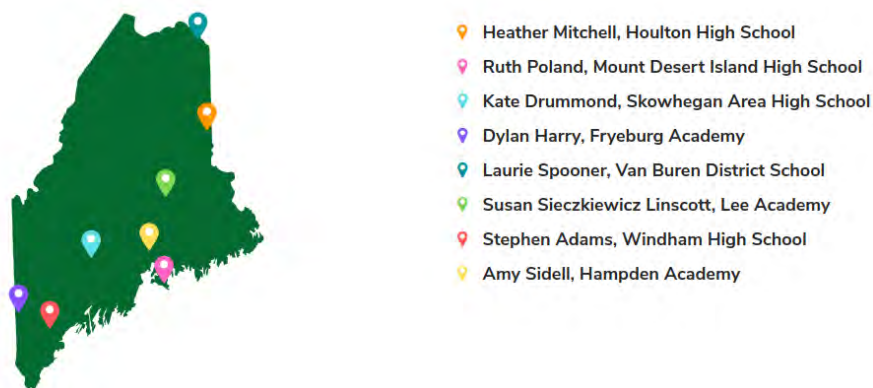 Heather Mitchell, Houlton High School
Ruth Poland, Mount Desert Island High School
Kate Drummond, Skowhegan Area High School
Dylan Harry, Fryeburg Academy
Laurie Spooner, Van Buren District School
Susan Sieczkiewicz Linscott, Lee Academy
Stephen Adams, Windham High School
Amy Sidell, Hampden Academy